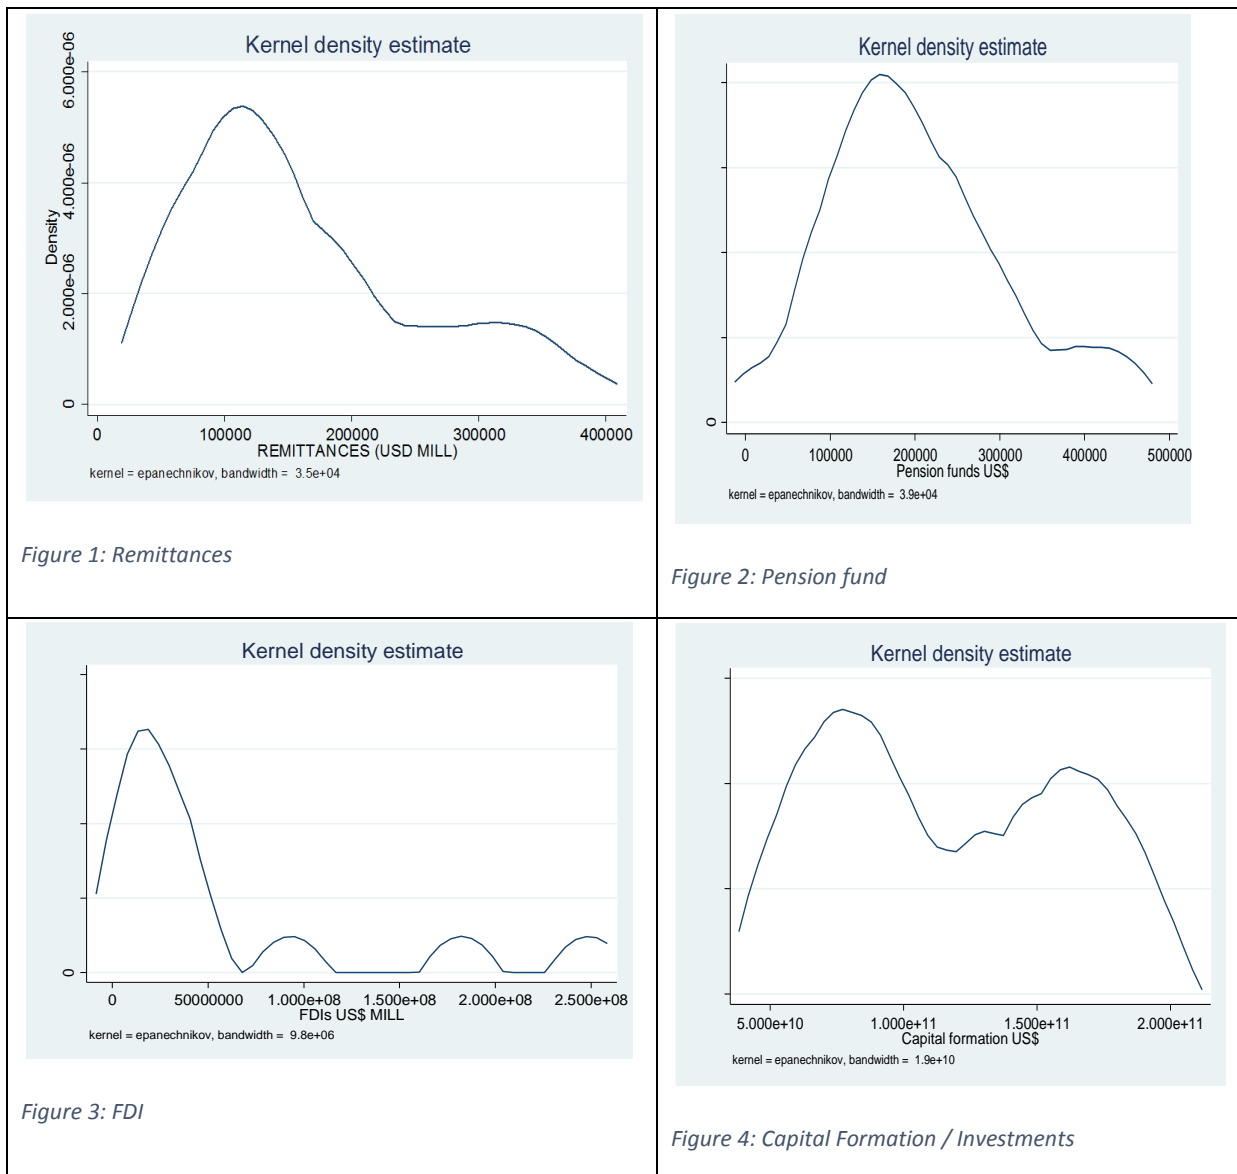 Kernel density estimate
Density
0
2.000e-06
4.000e-06
6.000e-06
0 100000 200000 300000 400000
REMITTANCES (USD MILL)
kernel = epanechnikov, bandwidth = 3.5e+04
Figure 1: Remittances
Kernel density estimate
0
0 100000 200000 300000 400000 500000
Pension funds US$
kernel = epanechnikov, bandwidth = 3.9e+04
Figure 2: Pension fund
Kernel density estimate
0
0 50000000 1.000e+08 1.500e+08 2.000e+08 2.500e+08
FDIs US$ MILL
kernel = epanechnikov, bandwidth = 9.8e+06
Figure 3: FDI
Kernel density estimate
5.000e+10 1.000e+11 1.500e+11 2.000e+11
Capital formation US$
kernel = epanechnikov, bandwidth = 1.9e+10
Figure 4: Capital Formation / Investments